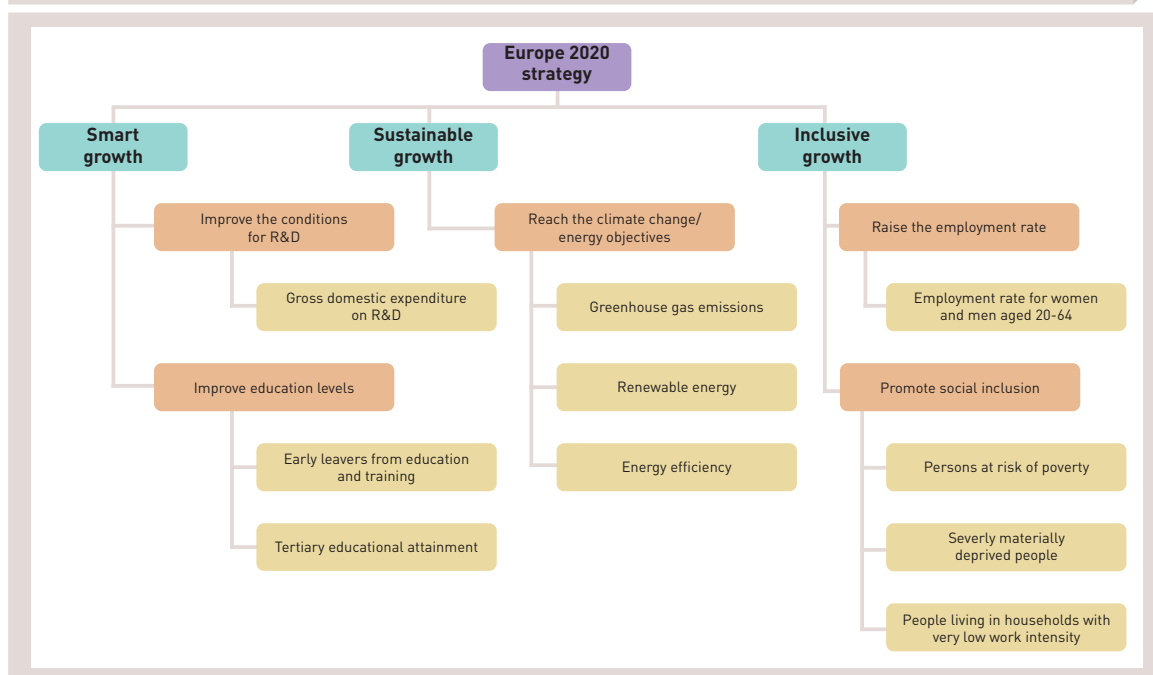 Europe 2020
strategy
Smart
growth
Improve the conditions
for R&D
Gross domestic expenditure
on R&D
Improve education levels
Early leavers from education
and training
Tertiary educational attainment
Sustainable
growth
Reach the climate change/
energy objectives
Greenhouse gas emissions
Renewable energy
Energy efficiency
Inclusive
growth
Raise the employment rate
Employment rate for women
and men aged 20-64
Promote social inclusion
Persons at risk of poverty
Severly materially
deprived people
People living in households with
very low work intensity